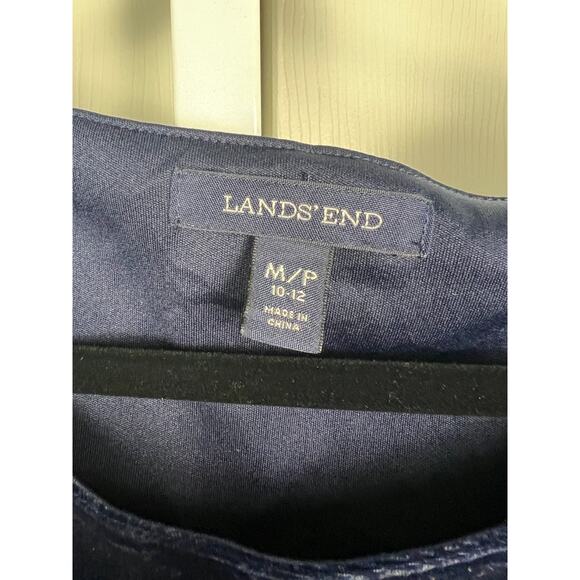 LANDS' END
M/P
10-12
MADE IN
CHINA